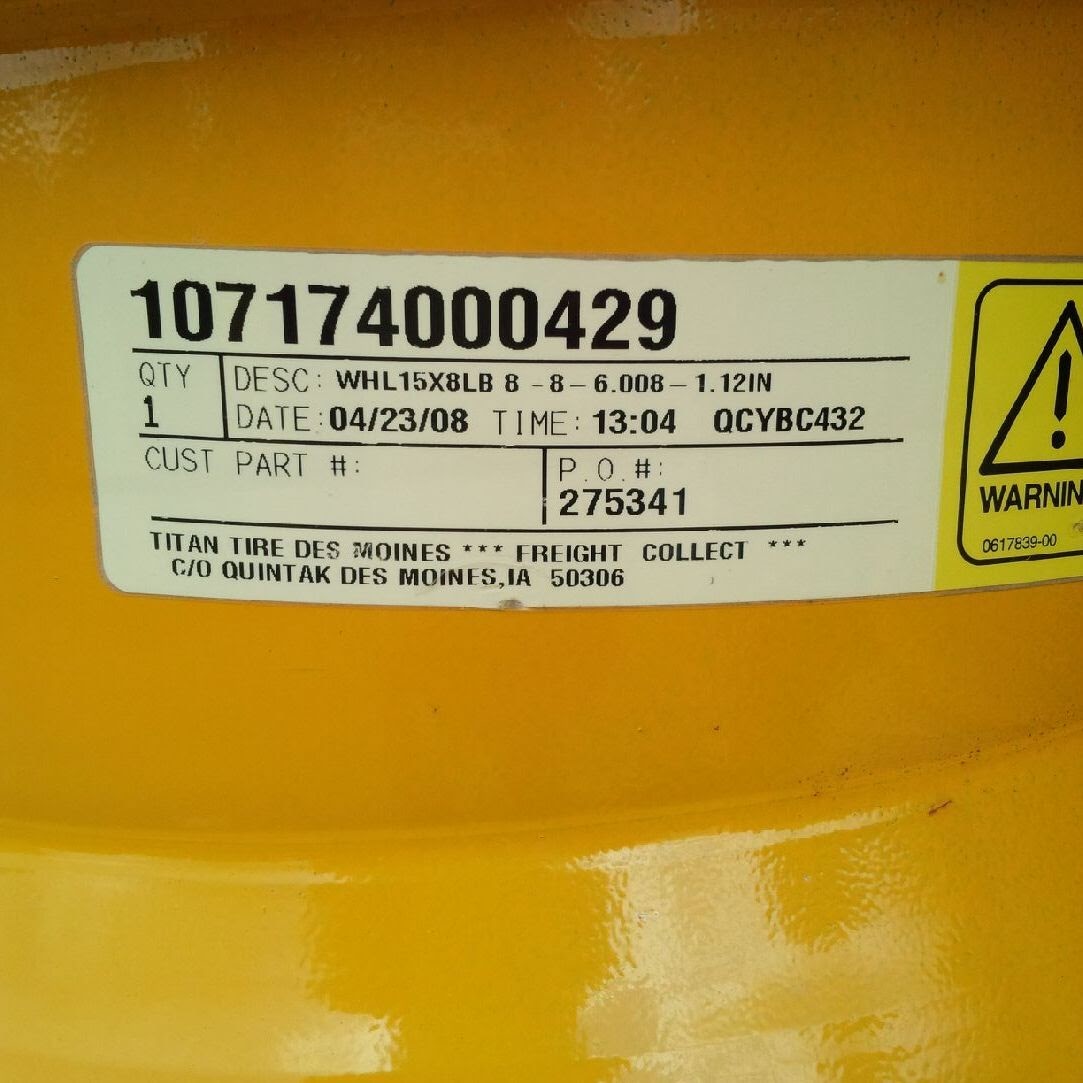 107174000429
QTY
1
DESC: WHL15X8LB 8 -8-6.008-1.12IN
DATE: 04/23/08 TIME: 13:04 QCYBC432
CUST PART #:
P.O.#:
275341
TITAN TIRE DES MOINES *** FREIGHT COLLECT ***
C/O QUINTAK DES MOINES,IA 50306
!
WARNIN
0617839-00